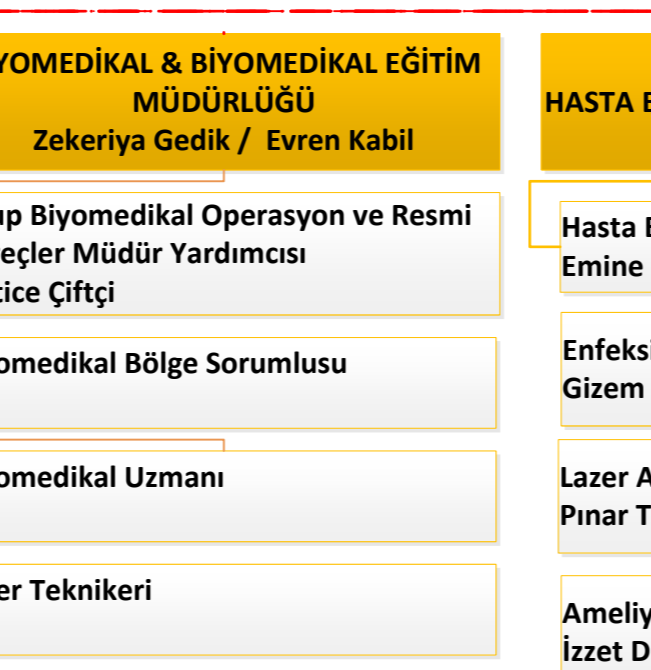 YOMEDİKAL & BİYOMEDİKAL EĞİTİM
MÜDÜRLÜĞÜ
Zekeriya Gedik / Evren Kabil
up Biyomedikal Operasyon ve Resmi
reçler Müdür Yardımcısı
tice Çiftçi
omedikal Bölge Sorumlusu
omedikal Uzmanı
er Teknikeri
HASTA
Hasta
Emine
Enfeksi
Gizem
Lazer A
Pınar T
Ameliy
İzzet D